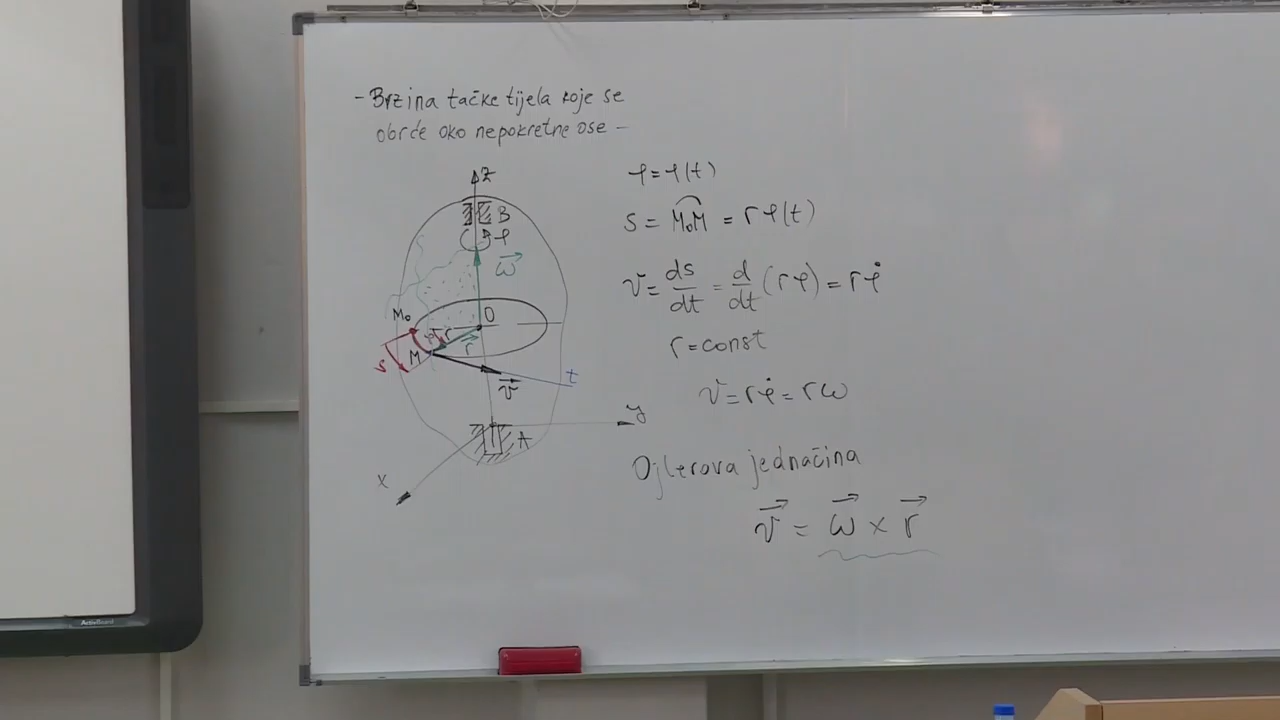 - Brzina tačke tijela koje se
obrće oko nepokretne ose -
φ = φ(t)
S = M₀M = rφ(t)
v = ds/dt = d/dt (rφ) = rφ̇
r = const
v = rφ̇ = rω
Ojlerova jednačina
v⃗ = ω⃗ × r⃗
z
B
φ
ω⃗
M₀
O
r
r⃗
M
S
t
v⃗
y
A
x
ActivBoard